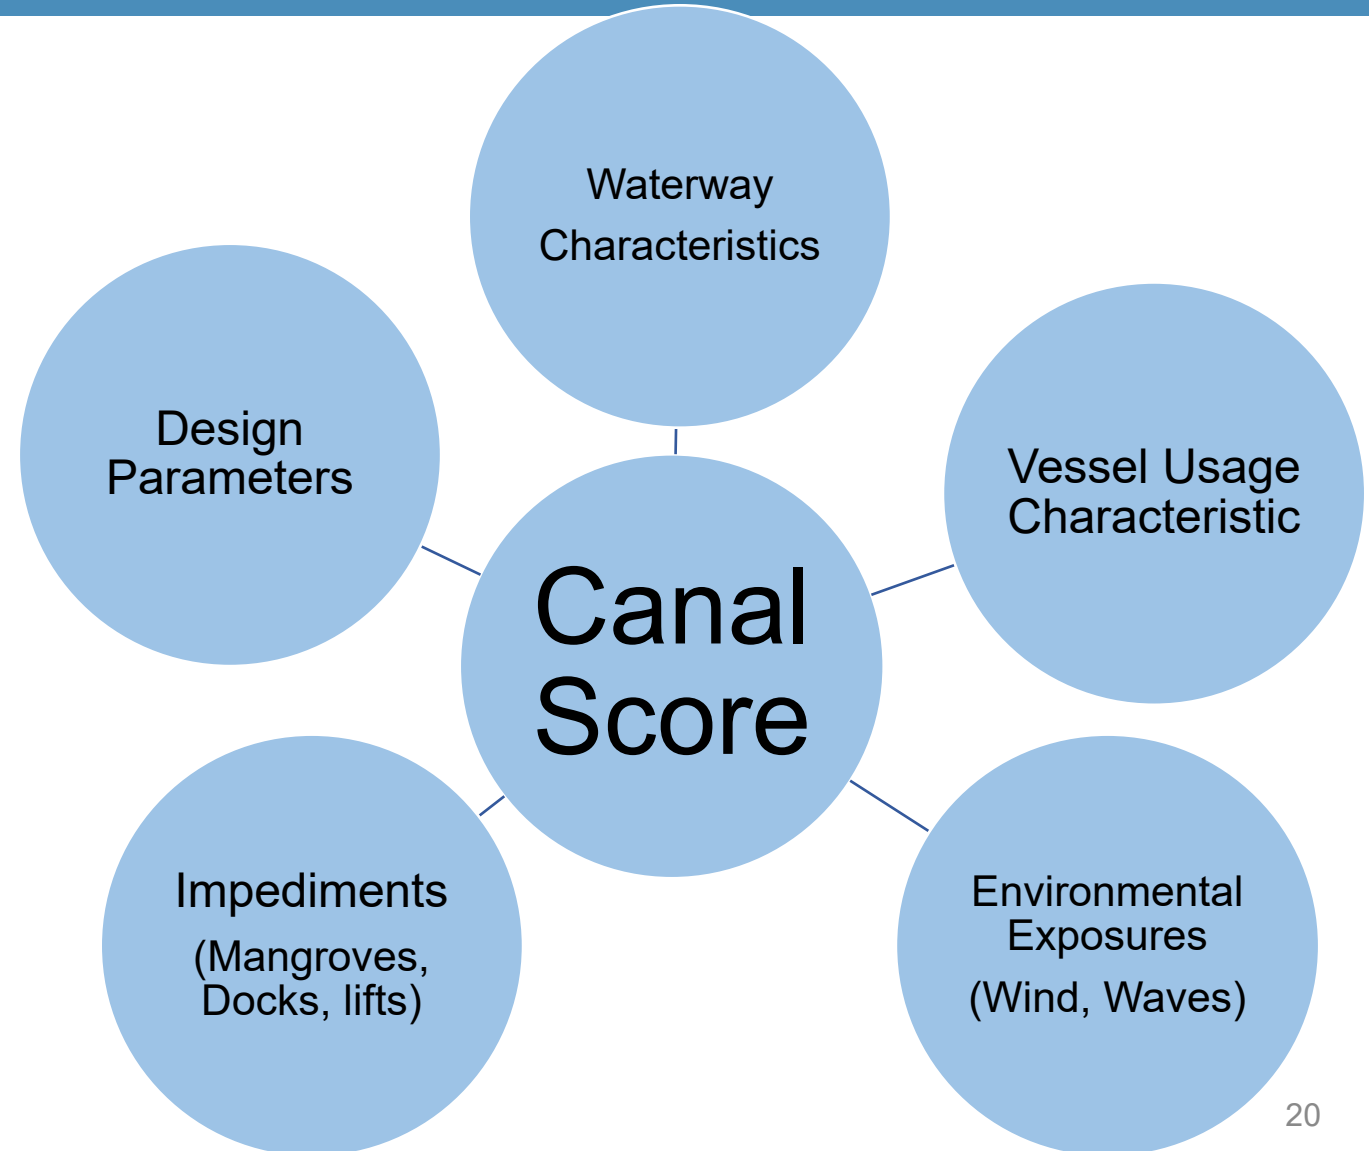 Waterway
Characteristics
Design
Parameters
Vessel Usage
Characteristic
Canal
Score
Impediments
(Mangroves,
Docks, lifts)
Environmental
Exposures
(Wind, Waves)
20